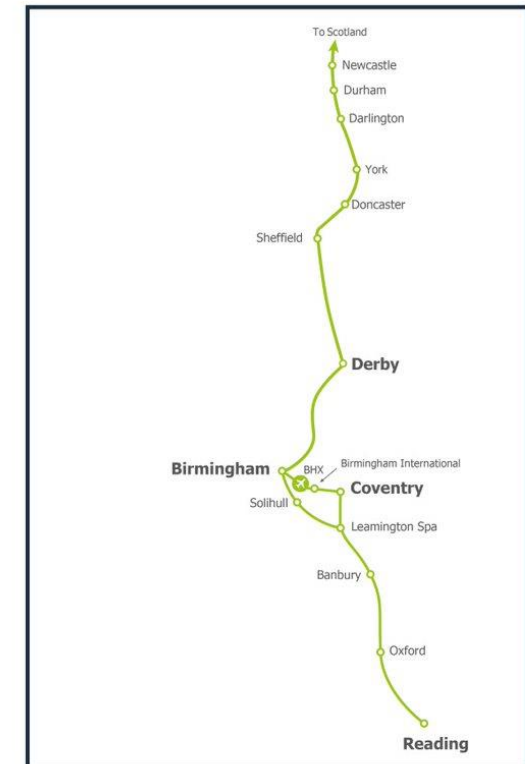 To Scotland
Newcastle
Durham
Darlington
York
Doncaster
Sheffield
Derby
Birmingham
BHX
Birmingham International
Coventry
Solihull
Leamington Spa
Banbury
Oxford
Reading